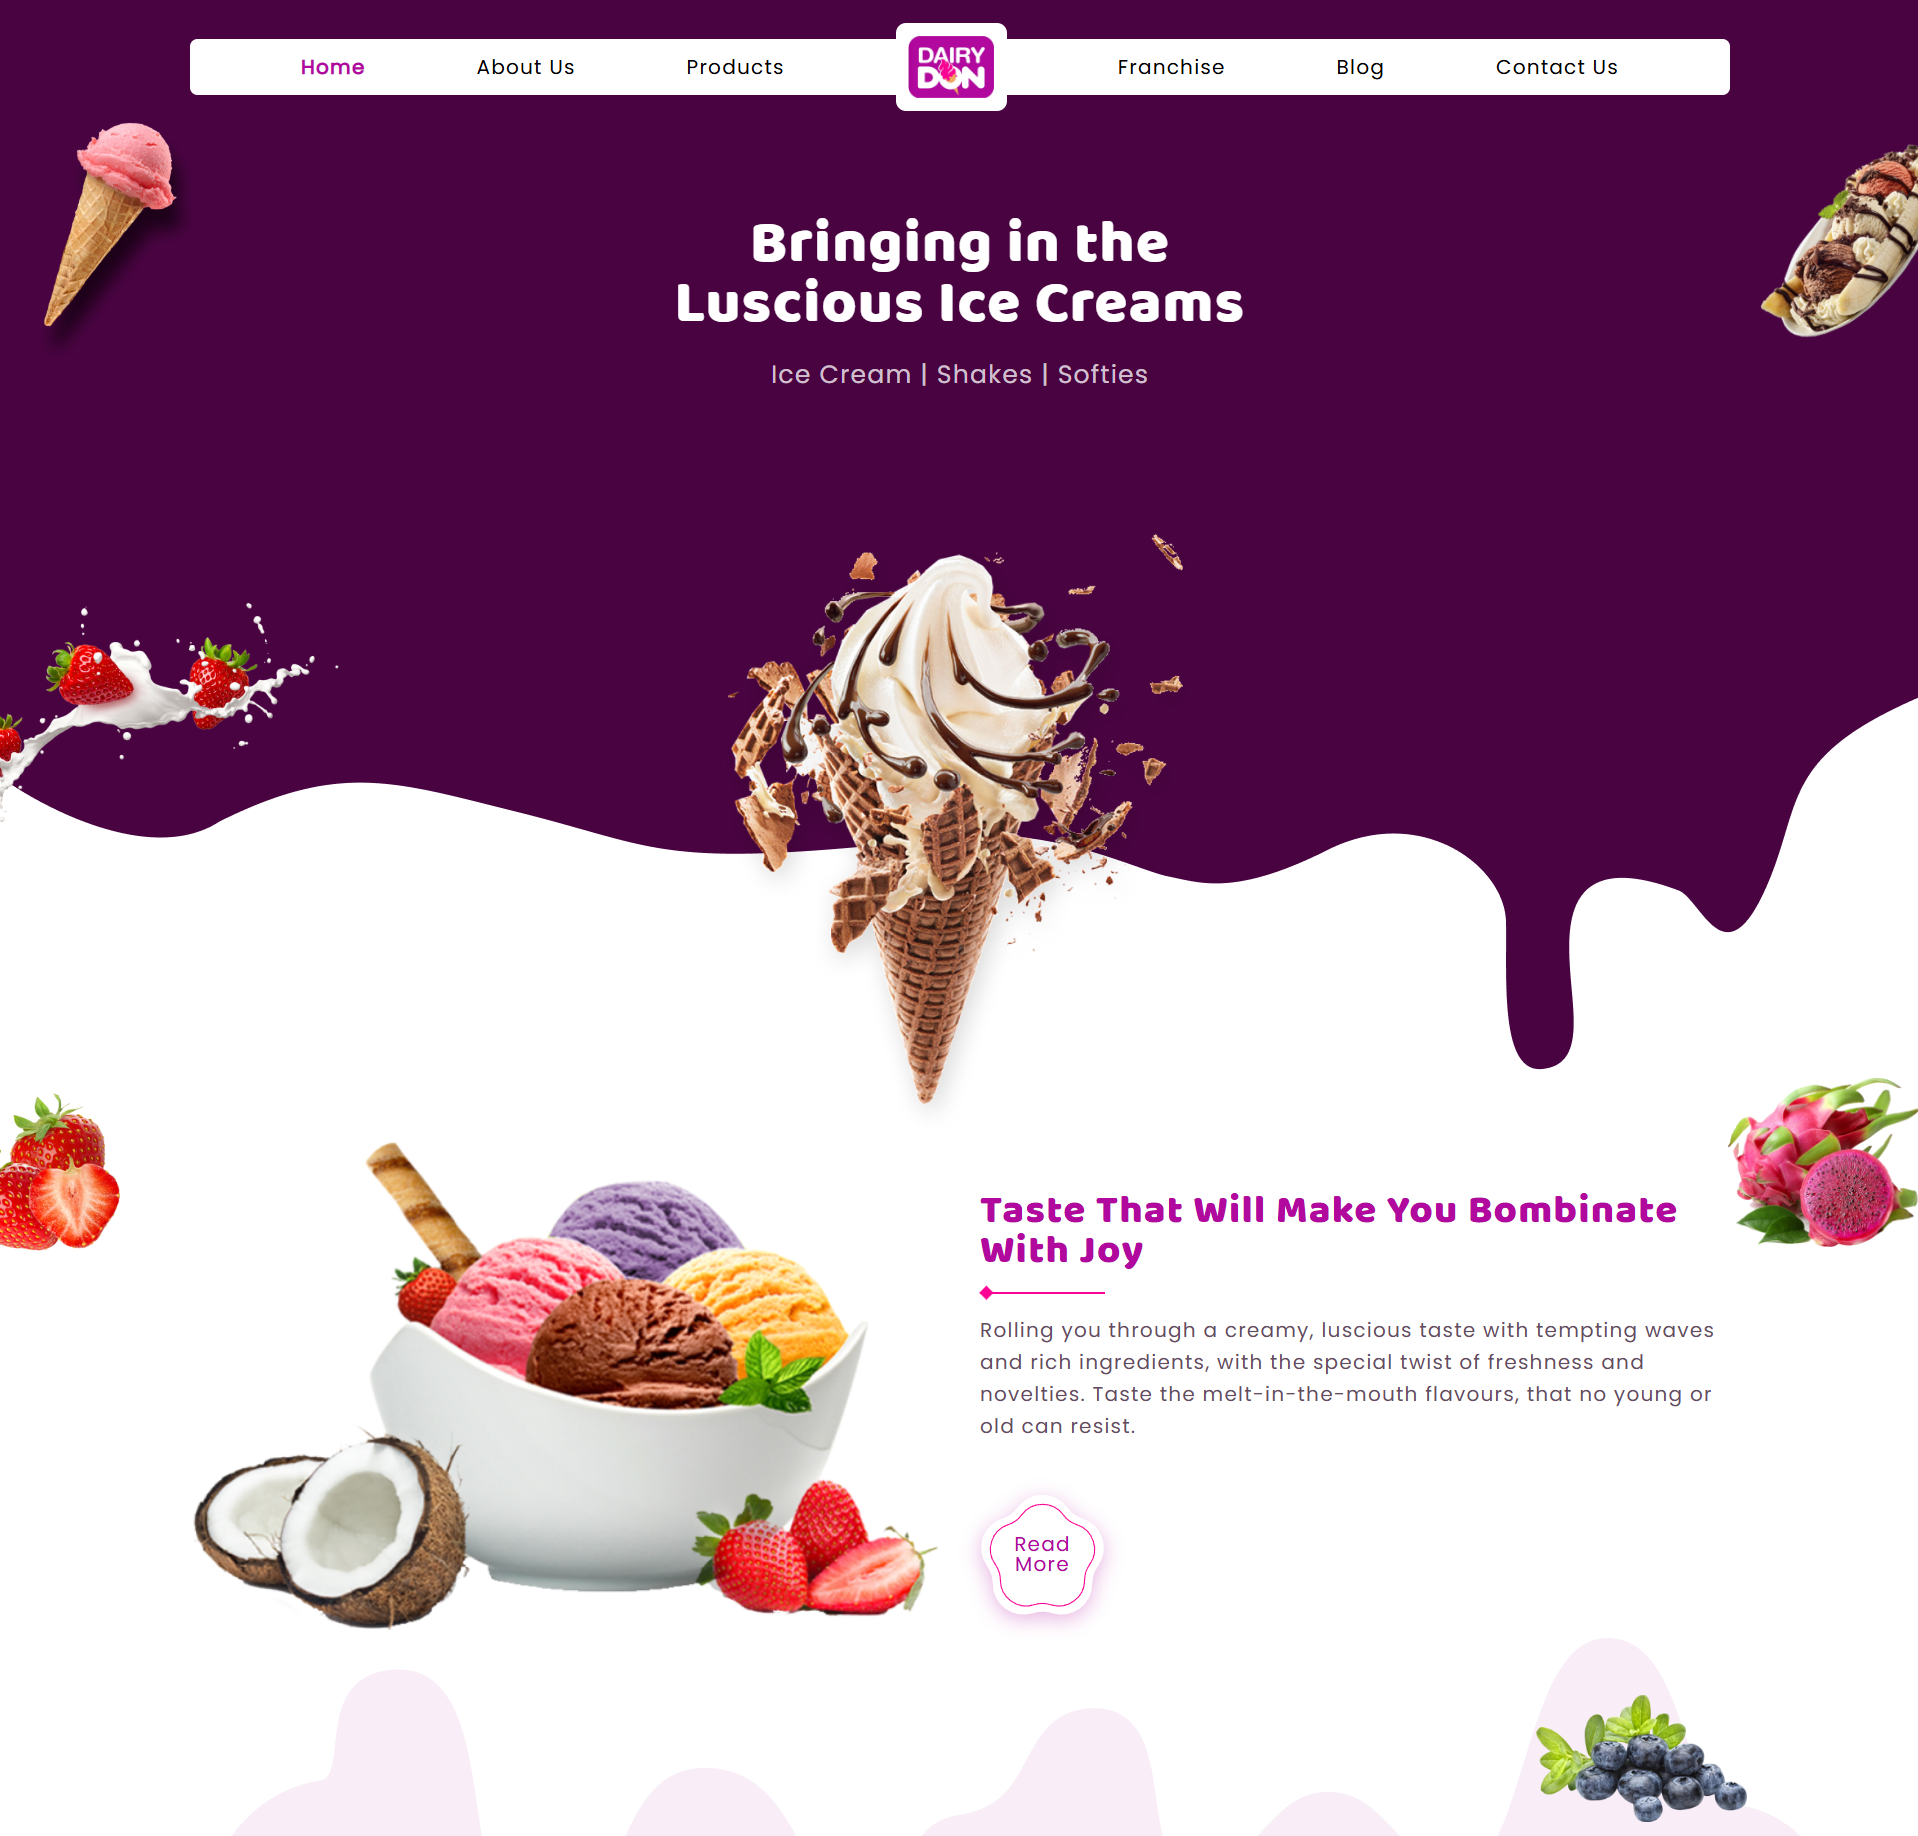 Home
About Us
Products
DAIRY
DON
Franchise
Blog
Contact Us
Bringing in the
Luscious Ice Creams
Ice Cream | Shakes | Softies
Taste That Will Make You Bombinate
With Joy
Rolling you through a creamy, luscious taste with tempting waves
and rich ingredients, with the special twist of freshness and
novelties. Taste the melt-in-the-mouth flavours, that no young or
old can resist.
Read
More